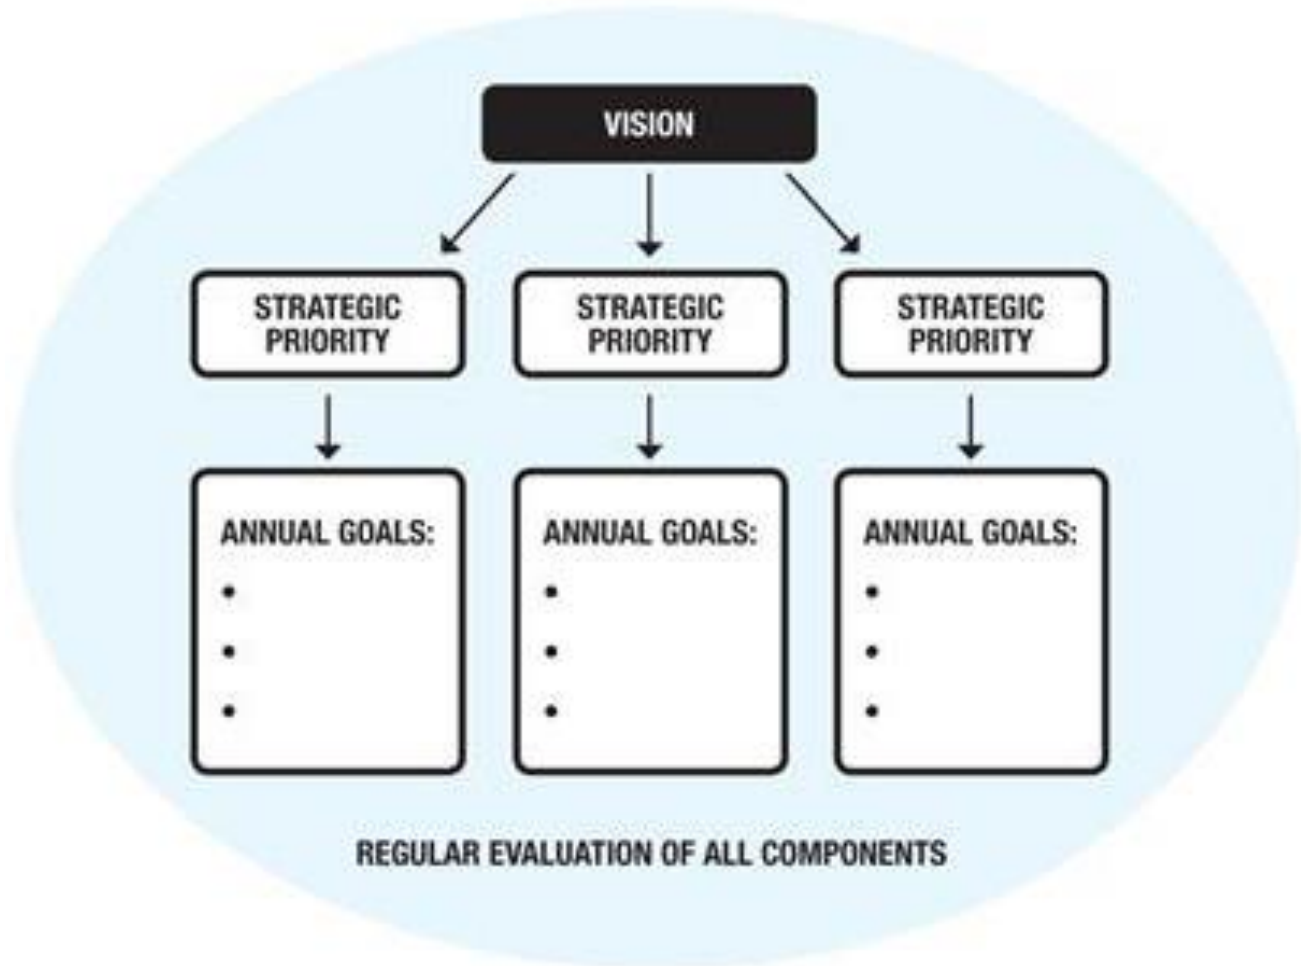 VISION
STRATEGIC
PRIORITY
STRATEGIC
PRIORITY
STRATEGIC
PRIORITY
ANNUAL GOALS:
•
•
•
ANNUAL GOALS:
•
•
•
ANNUAL GOALS:
•
•
•
REGULAR EVALUATION OF ALL COMPONENTS